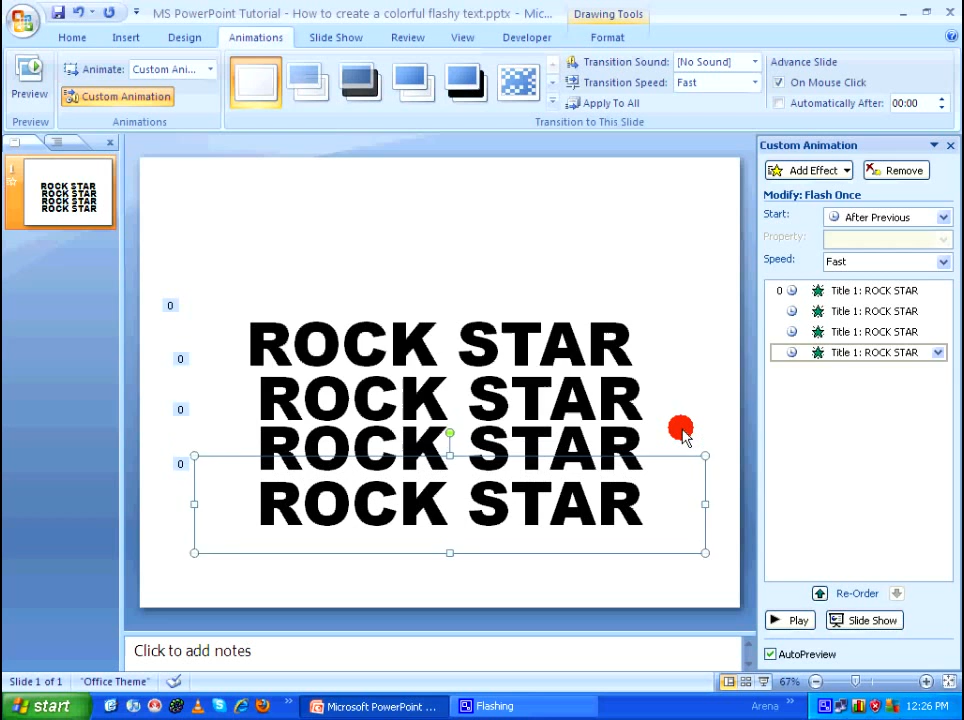 MS PowerPoint Tutorial - How to create a colorful flashy text.pptx - Mic...
Drawing Tools
Home Insert Design Animations Slide Show Review View Developer Format
Preview
Animate: Custom Ani...
Custom Animation
Transition Sound: [No Sound]
Transition Speed: Fast
Apply To All
Advance Slide
On Mouse Click
Automatically After: 00:00
Preview Animations Transition to This Slide
1
ROCK STAR
ROCK STAR
ROCK STAR
ROCK STAR
0
ROCK STAR
0
ROCK STAR
0
ROCK STAR
0
ROCK STAR
Custom Animation
Add Effect Remove
Modify: Flash Once
Start: After Previous
Property:
Speed: Fast
0 Title 1: ROCK STAR
Title 1: ROCK STAR
Title 1: ROCK STAR
Title 1: ROCK STAR
Re-Order
Play Slide Show
AutoPreview
Click to add notes
Slide 1 of 1 "Office Theme" 67%
start Microsoft PowerPoint ... Flashing Arena 12:26 PM